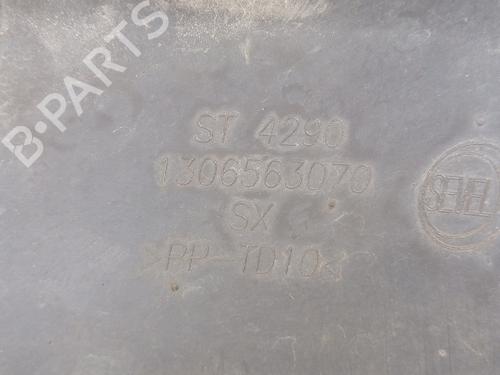 B-PARTS
ST 4290
1306563070
SX
>PP-TD10<
SEVEL